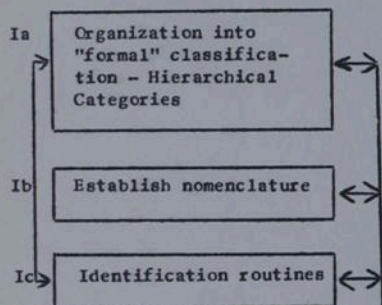 Ia
Organization into
"formal" classifica-
tion - Hierarchical
Categories
Ib
Establish nomenclature
Ic
Identification routines